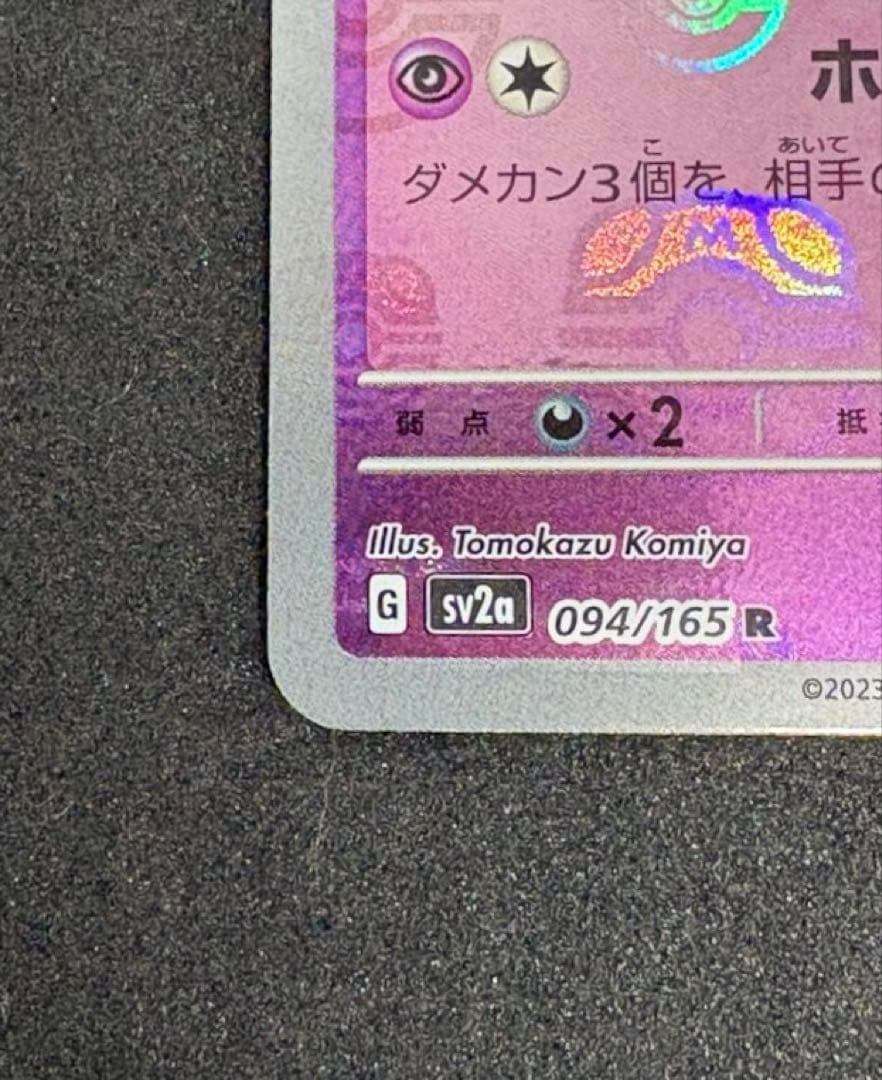 ホ
ダメカン3個こを、相手あいての
弱点 ×2 抵
Illus. Tomokazu Komiya
G sv2a 094/165 R
©2023